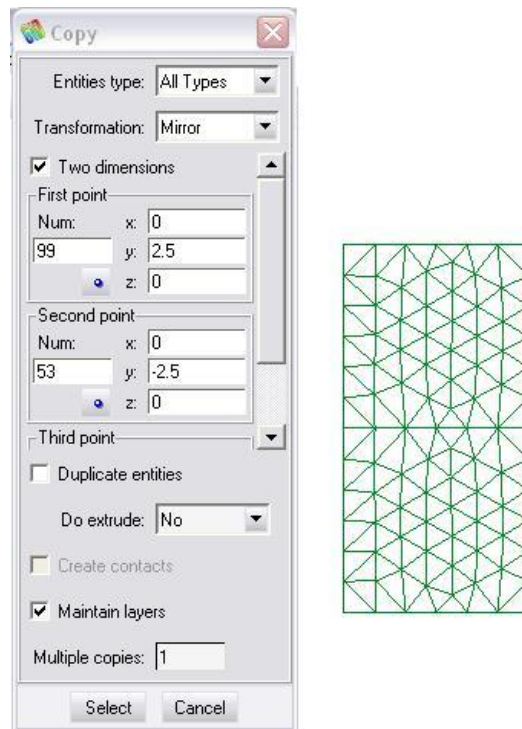 Copy
Entities type: All Types
Transformation: Mirror
Two dimensions
First point
Num: x: 0
99 y: 2.5
z: 0
Second point
Num: x: 0
53 y: -2.5
z: 0
Third point
Duplicate entities
Do extrude: No
Create contacts
Maintain layers
Multiple copies: 1
Select Cancel